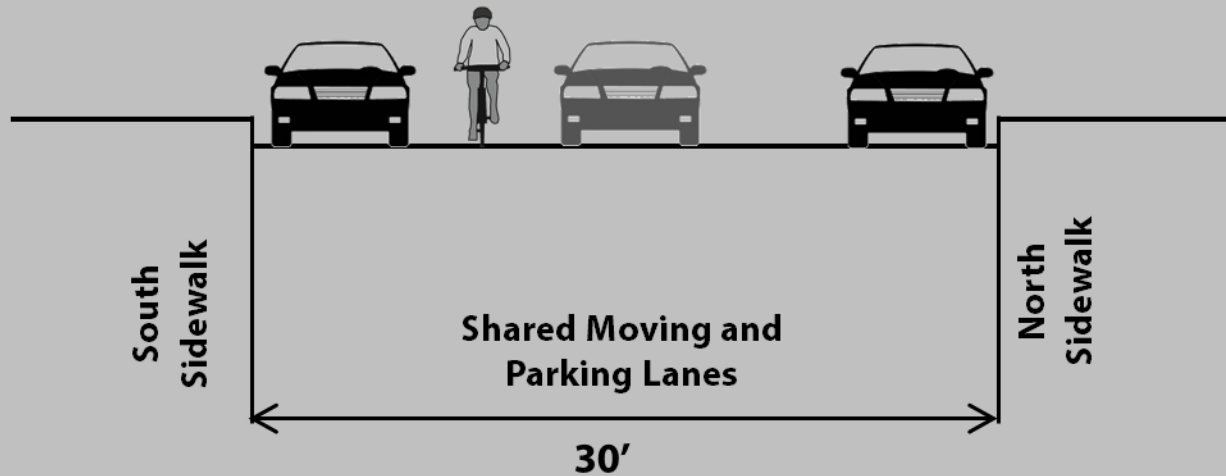 South
Sidewalk
Shared Moving and
Parking Lanes
North
Sidewalk
30'